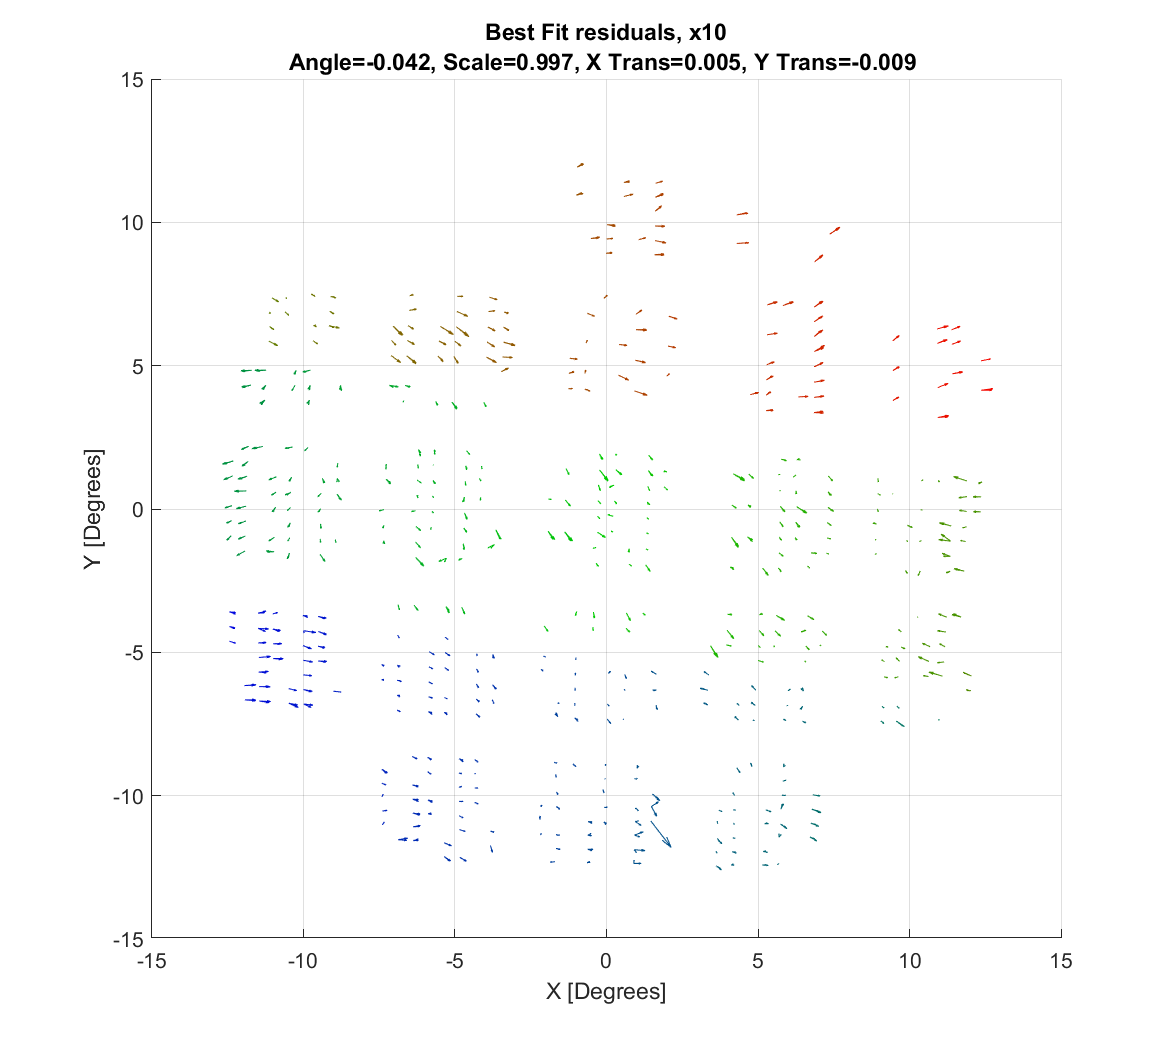 Best Fit residuals, x10
Angle=-0.042, Scale=0.997, X Trans=0.005, Y Trans=-0.009
15
10
5
0
-5
-10
-15
Y [Degrees]
-15 -10 -5 0 5 10 15
X [Degrees]